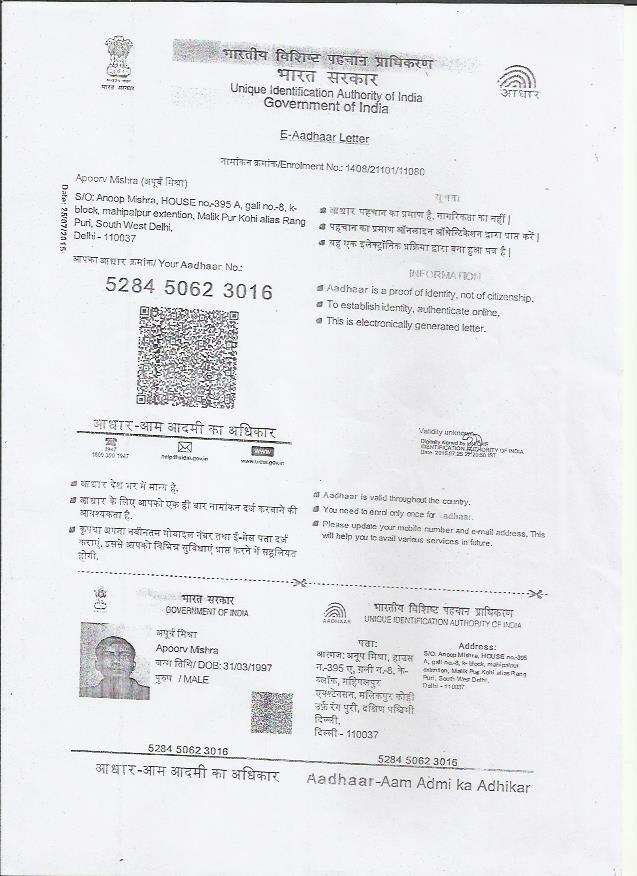 भारतीय विशिष्ट पहचान प्राधिकरण
भारत सरकार
Unique Identification Authority of India
Government of India
भारत सरकार
आधार
E-Aadhaar Letter
नामांकन क्रमांक/Enrolment No.: 1408/21101/11080
Apoorv Mishra (अपूर्व मिश्रा)
S/O: Anoop Mishra, HOUSE no.-395 A, gali no.-8, k-
block, mahipalpur extention, Malik Pur Kohi alias Rang
Puri, South West Delhi,
Delhi - 110037
Date: 25/07/2015
आपका आधार क्रमांक/ Your Aadhaar No.:
5284 5062 3016
सूचना
आधार पहचान का प्रमाण है, नागरिकता का नहीं |
पहचान का प्रमाण ऑनलाइन ऑथेन्टिकेशन द्वारा प्राप्त करें |
यह एक इलेक्ट्रॉनिक प्रक्रिया द्वारा बना हुआ पत्र है |
INFORMATION
Aadhaar is a proof of identity, not of citizenship.
To establish identity, authenticate online.
This is electronically generated letter.
आधार-आम आदमी का अधिकार
1947
1800 300 1947
help@uidai.gov.in
www
www.uidai.gov.in
Validity unknown
Digitally signed by
IDENTIFICATION AUTHORITY OF INDIA
Date: 2015.07.25
आधार देश भर में मान्य है.
आधार के लिए आपको एक ही बार नामांकन दर्ज करवाने की
आवश्यकता है.
कृपया अपना नवीनतम मोबाइल नंबर तथा ई-मेल पता दर्ज
कराएं. इससे आपको विभिन्न सुविधाएं प्राप्त करने में सहूलियत
होगी.
Aadhaar is valid throughout the country.
You need to enrol only once for Aadhaar.
Please update your mobile number and e-mail address. This
will help you to avail various services in future.
भारत सरकार
GOVERNMENT OF INDIA
अपूर्व मिश्रा
Apoorv Mishra
जन्म तिथि/ DOB: 31/03/1997
पुरुष / MALE
5284 5062 3016
आधार-आम आदमी का अधिकार
AADHAAR
भारतीय विशिष्ट पहचान प्राधिकरण
UNIQUE IDENTIFICATION AUTHORITY OF INDIA
पता:
आत्मज: अनूप मिश्रा, हाउस
न.-395 ए, गली न.-8, के-
ब्लॉक, महिपलपुर
एक्टेनसन, मलिकपुर कोही
उर्फ़ रंग पुरी, दक्षिण पश्चिमी
दिल्ली,
दिल्ली - 110037
Address:
S/O: Anoop Mishra, HOUSE no.-395
A, gali no.-8, k- block, mahipalpur
extention, Malik Pur Kohi alias Rang
Puri, South West Delhi,
Delhi - 110037
5284 5062 3016
Aadhaar-Aam Admi ka Adhikar